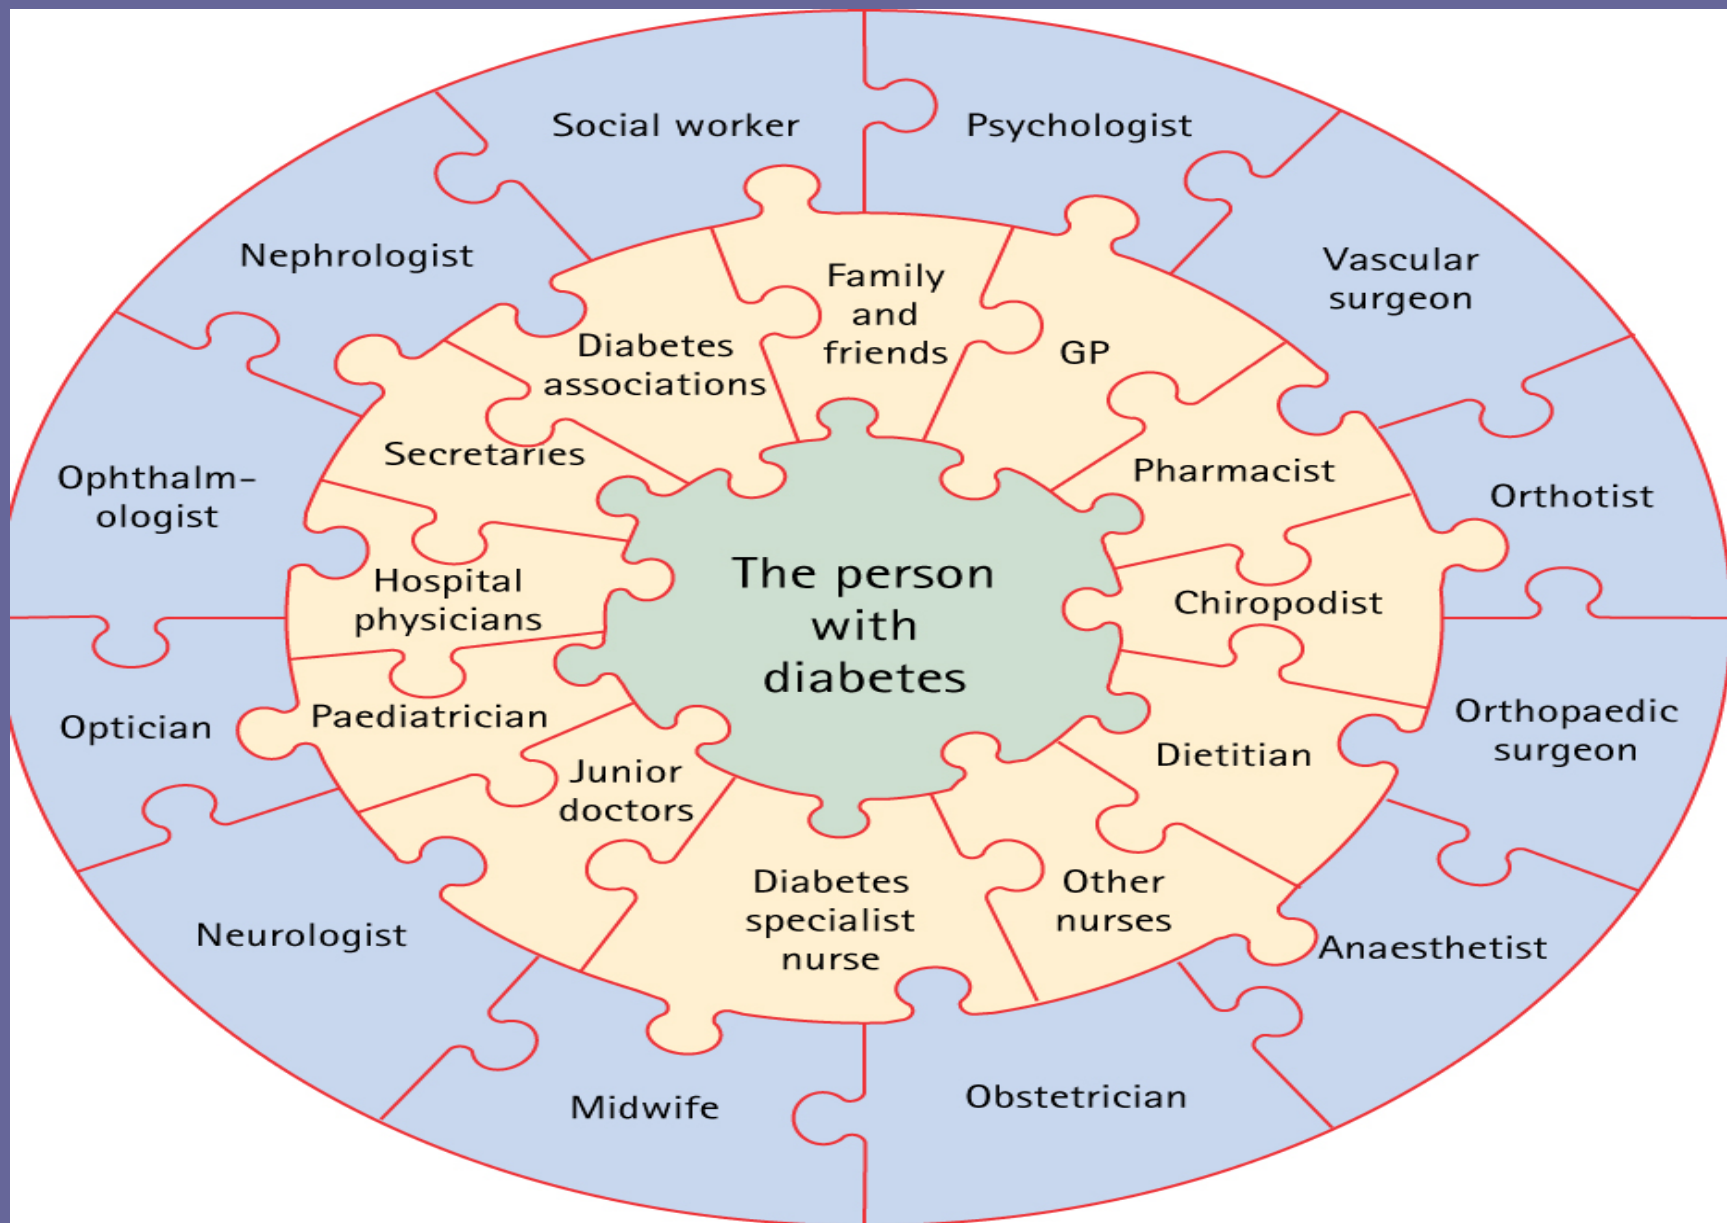 Social worker
Psychologist
Nephrologist
Vascular
surgeon
Family
and
friends
Diabetes
associations
GP
Secretaries
Pharmacist
Ophthalm-
ologist
Orthotist
Hospital
physicians
The person
with
diabetes
Chiropodist
Optician
Paediatrician
Dietitian
Orthopaedic
surgeon
Junior
doctors
Diabetes
specialist
nurse
Other
nurses
Neurologist
Anaesthetist
Midwife
Obstetrician